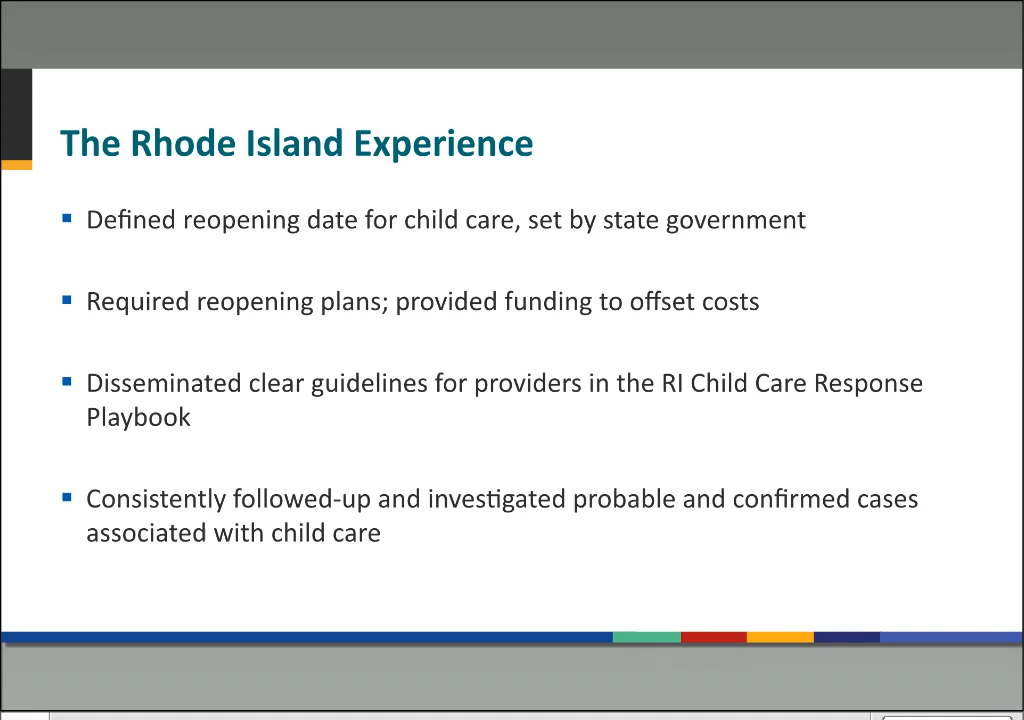 The Rhode Island Experience
▪ Defined reopening date for child care, set by state government
▪ Required reopening plans; provided funding to offset costs
▪ Disseminated clear guidelines for providers in the RI Child Care Response
Playbook
▪ Consistently followed-up and investigated probable and confirmed cases
associated with child care